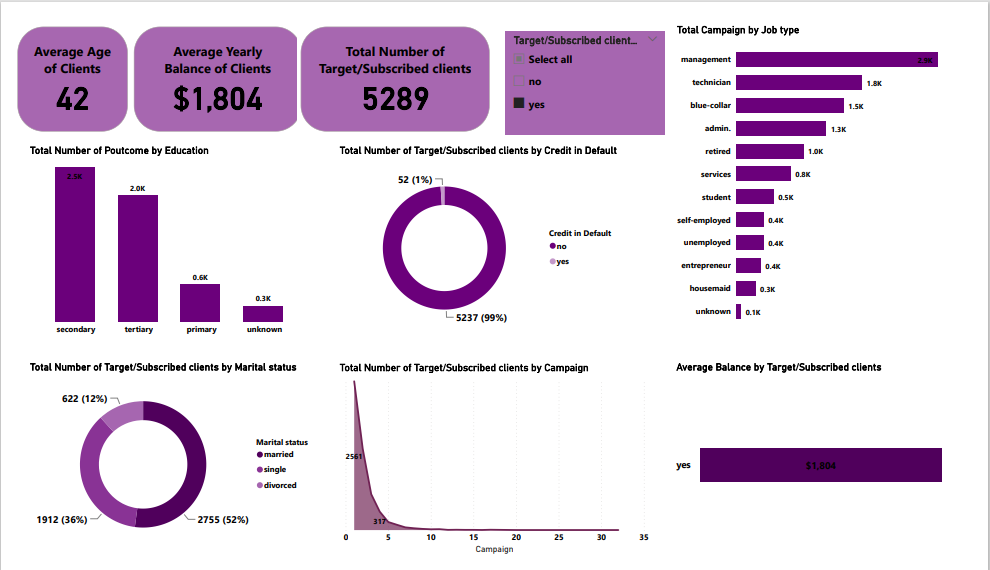 Average Age
of Clients
42
Average Yearly
Balance of Clients
$1,804
Total Number of
Target/Subscribed clients
5289
Target/Subscribed client...
Select all
no
yes
Total Campaign by Job type
management
2.9K
technician
1.8K
blue-collar
1.5K
admin.
1.3K
retired
1.0K
services
0.8K
student
0.5K
self-employed
0.4K
unemployed
0.4K
entrepreneur
0.4K
housemaid
0.3K
unknown
0.1K
Total Number of Poutcome by Education
2.5K
2.0K
0.6K
0.3K
secondary
tertiary
primary
unknown
Total Number of Target/Subscribed clients by Credit in Default
52 (1%)
5237 (99%)
Credit in Default
no
yes
Total Number of Target/Subscribed clients by Marital status
622 (12%)
1912 (36%)
2755 (52%)
Marital status
married
single
divorced
Total Number of Target/Subscribed clients by Campaign
2561
317
0 5 10 15 20 25 30 35
Campaign
Average Balance by Target/Subscribed clients
yes
$1,804